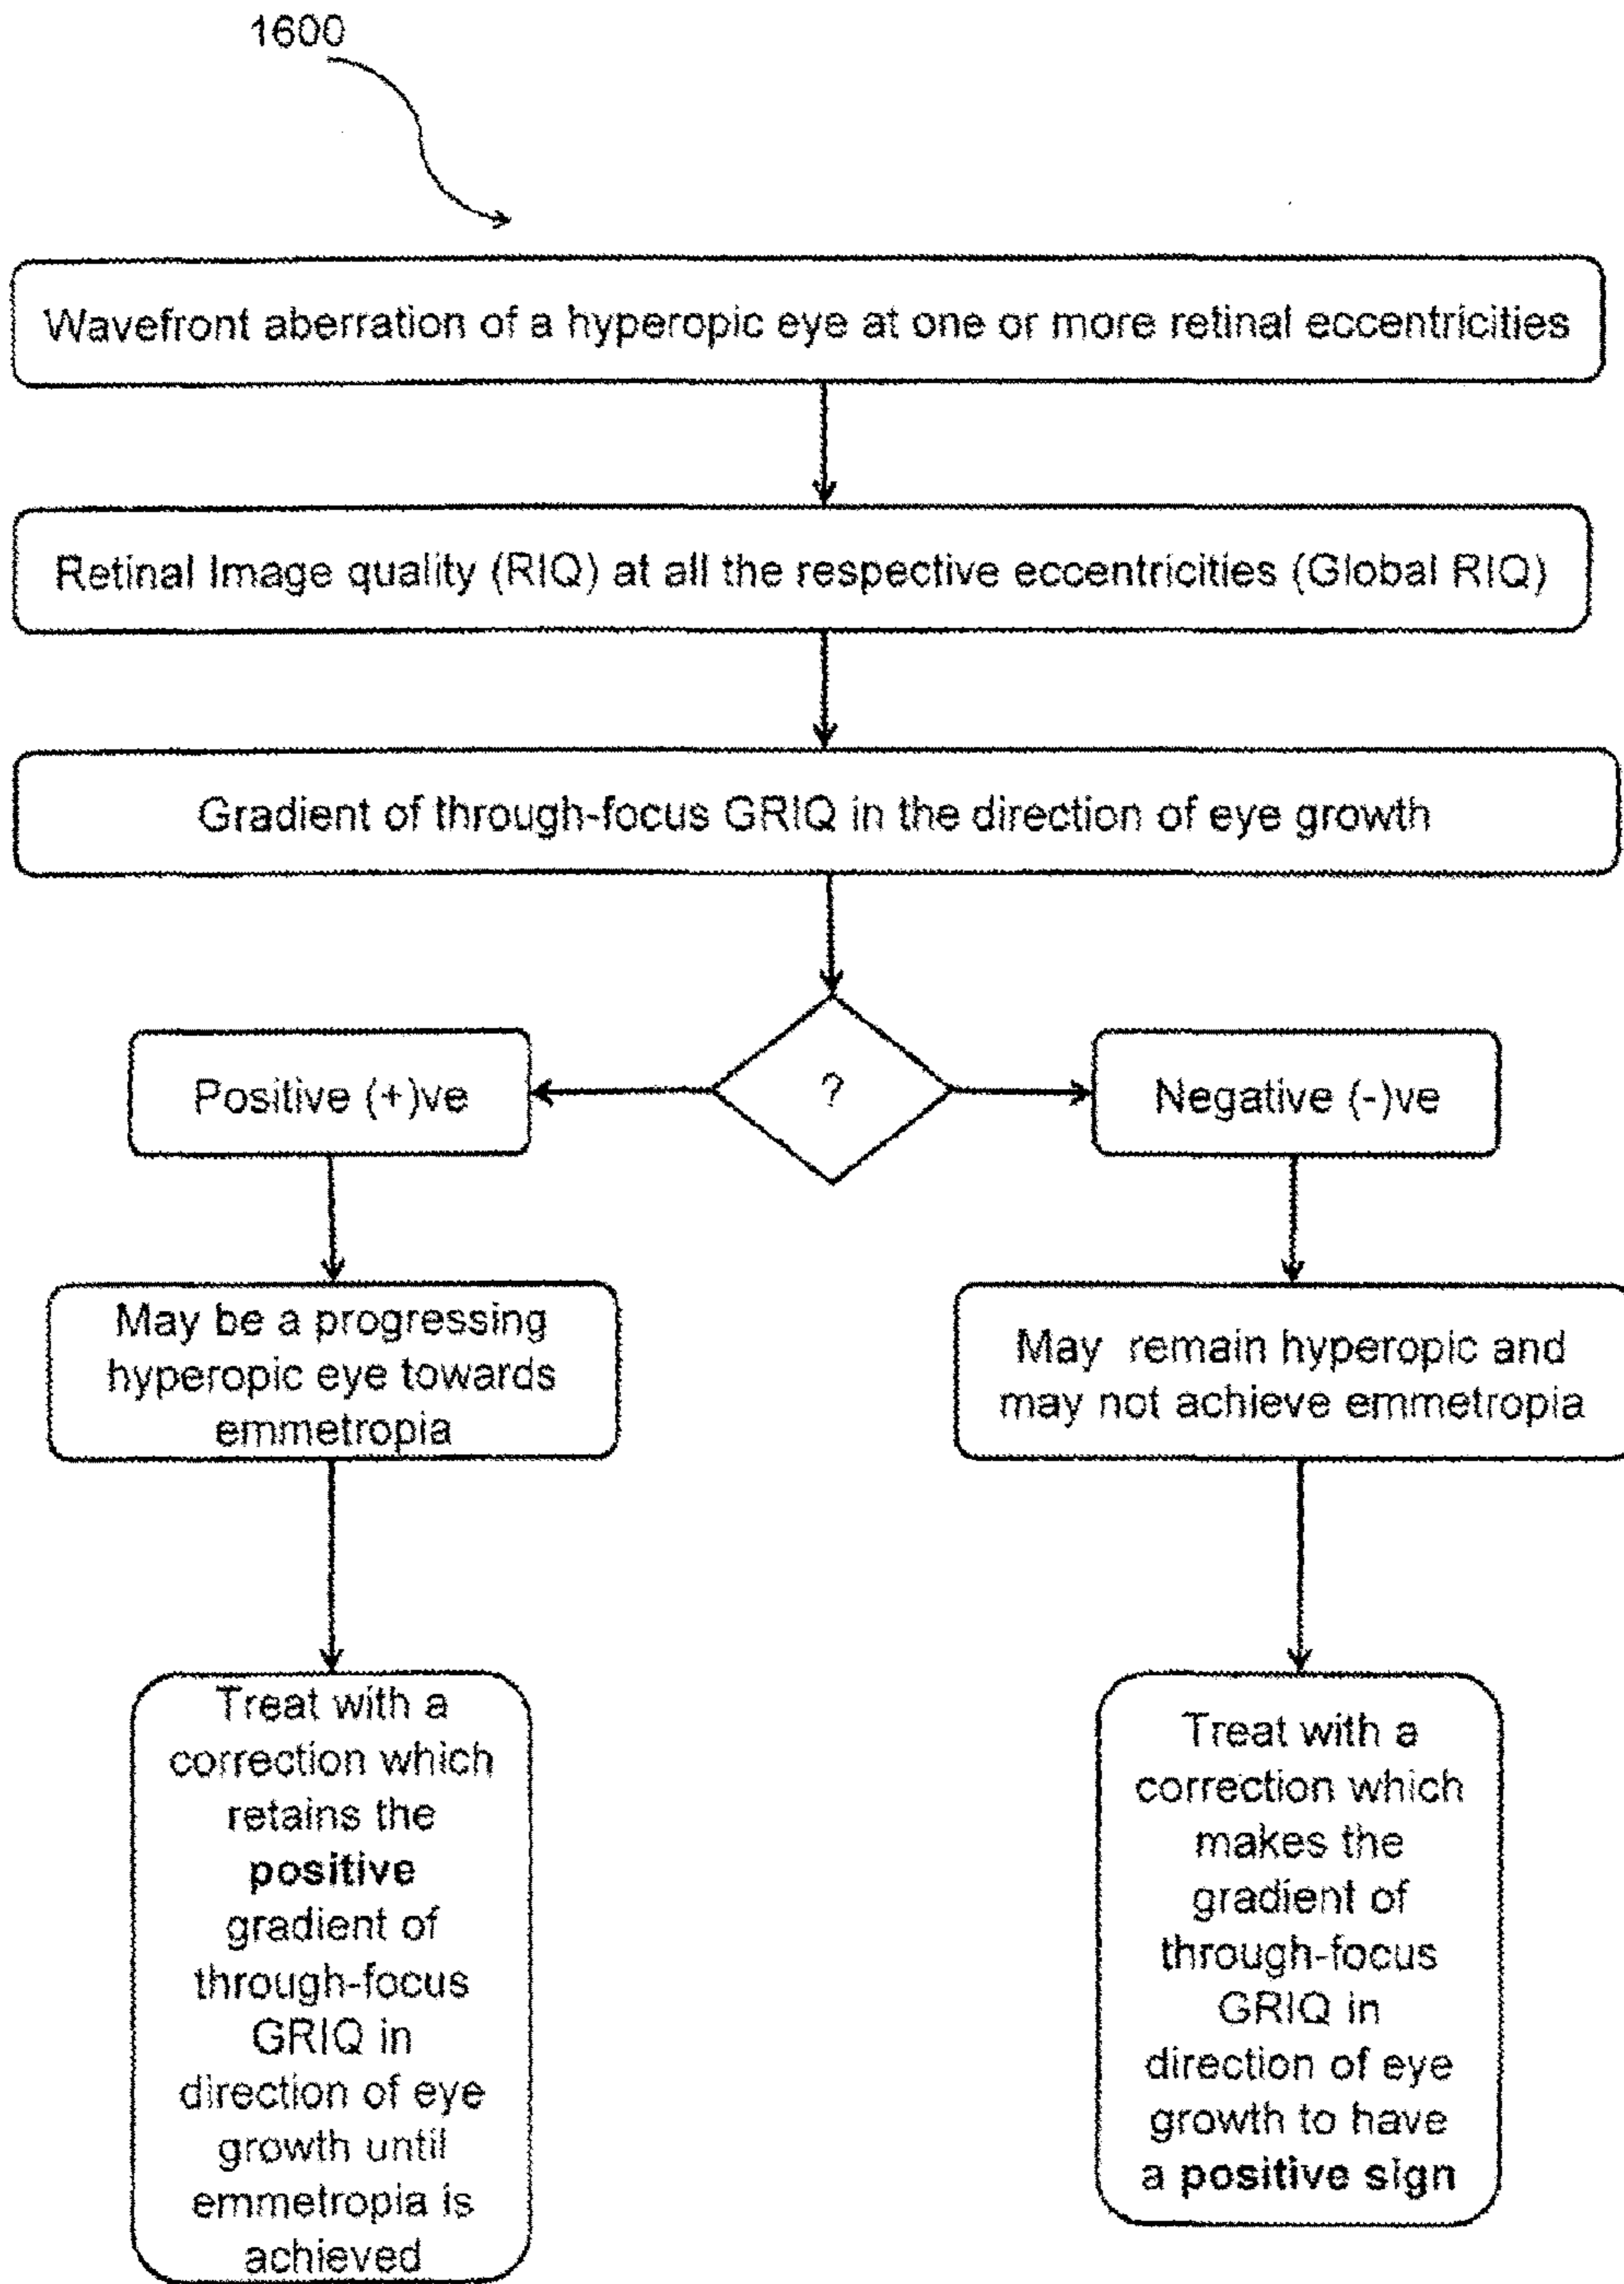 1600
Wavefront aberration of a hyperopic eye at one or more retinal eccentricities
Retinal Image quality (RIQ) at all the respective eccentricities (Global RIQ)
Gradient of through-focus GRIQ in the direction of eye growth
Positive (+)ve
?
Negative (-)ve
May be a progressing
hyperopic eye towards
emmetropia
May remain hyperopic and
may not achieve emmetropia
Treat with a
correction which
retains the
positive
gradient of
through-focus
GRIQ in
direction of eye
growth until
emmetropia is
achieved
Treat with a
correction which
makes the
gradient of
through-focus
GRIQ in
direction of eye
growth to have
a positive sign